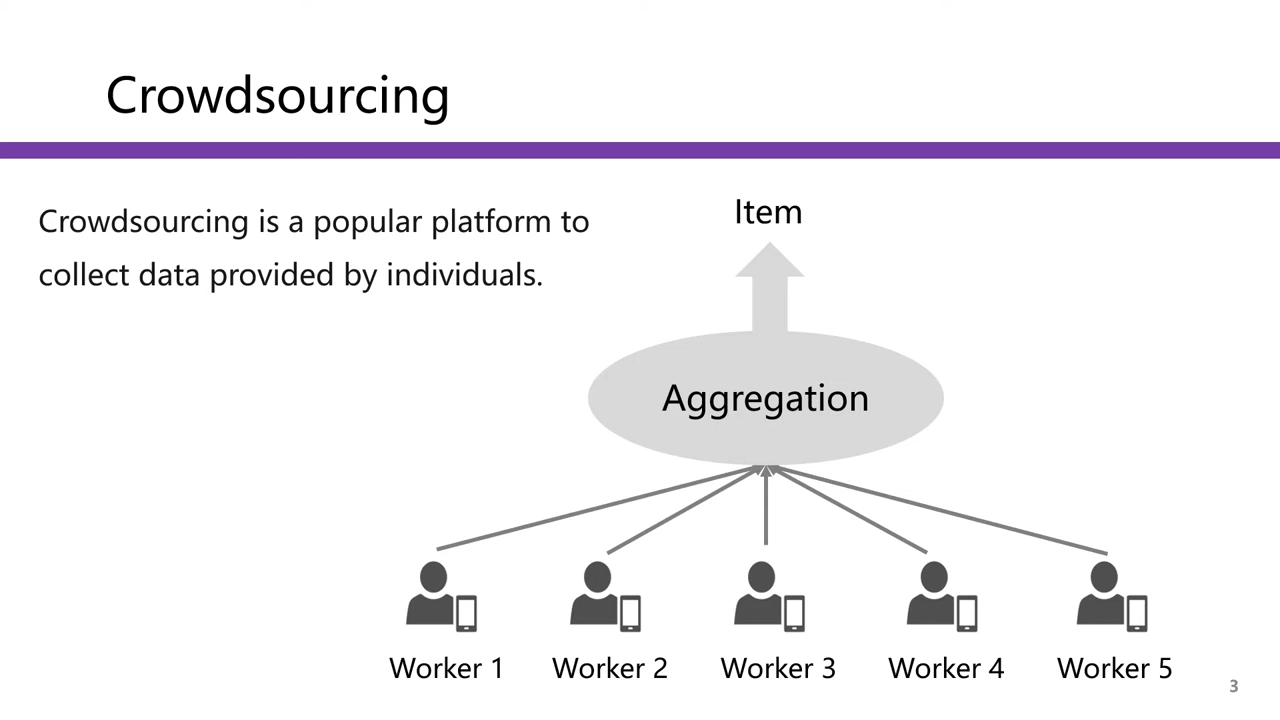 Crowdsourcing
Crowdsourcing is a popular platform to
collect data provided by individuals.
Item
Aggregation
Worker 1
Worker 2
Worker 3
Worker 4
Worker 5
3